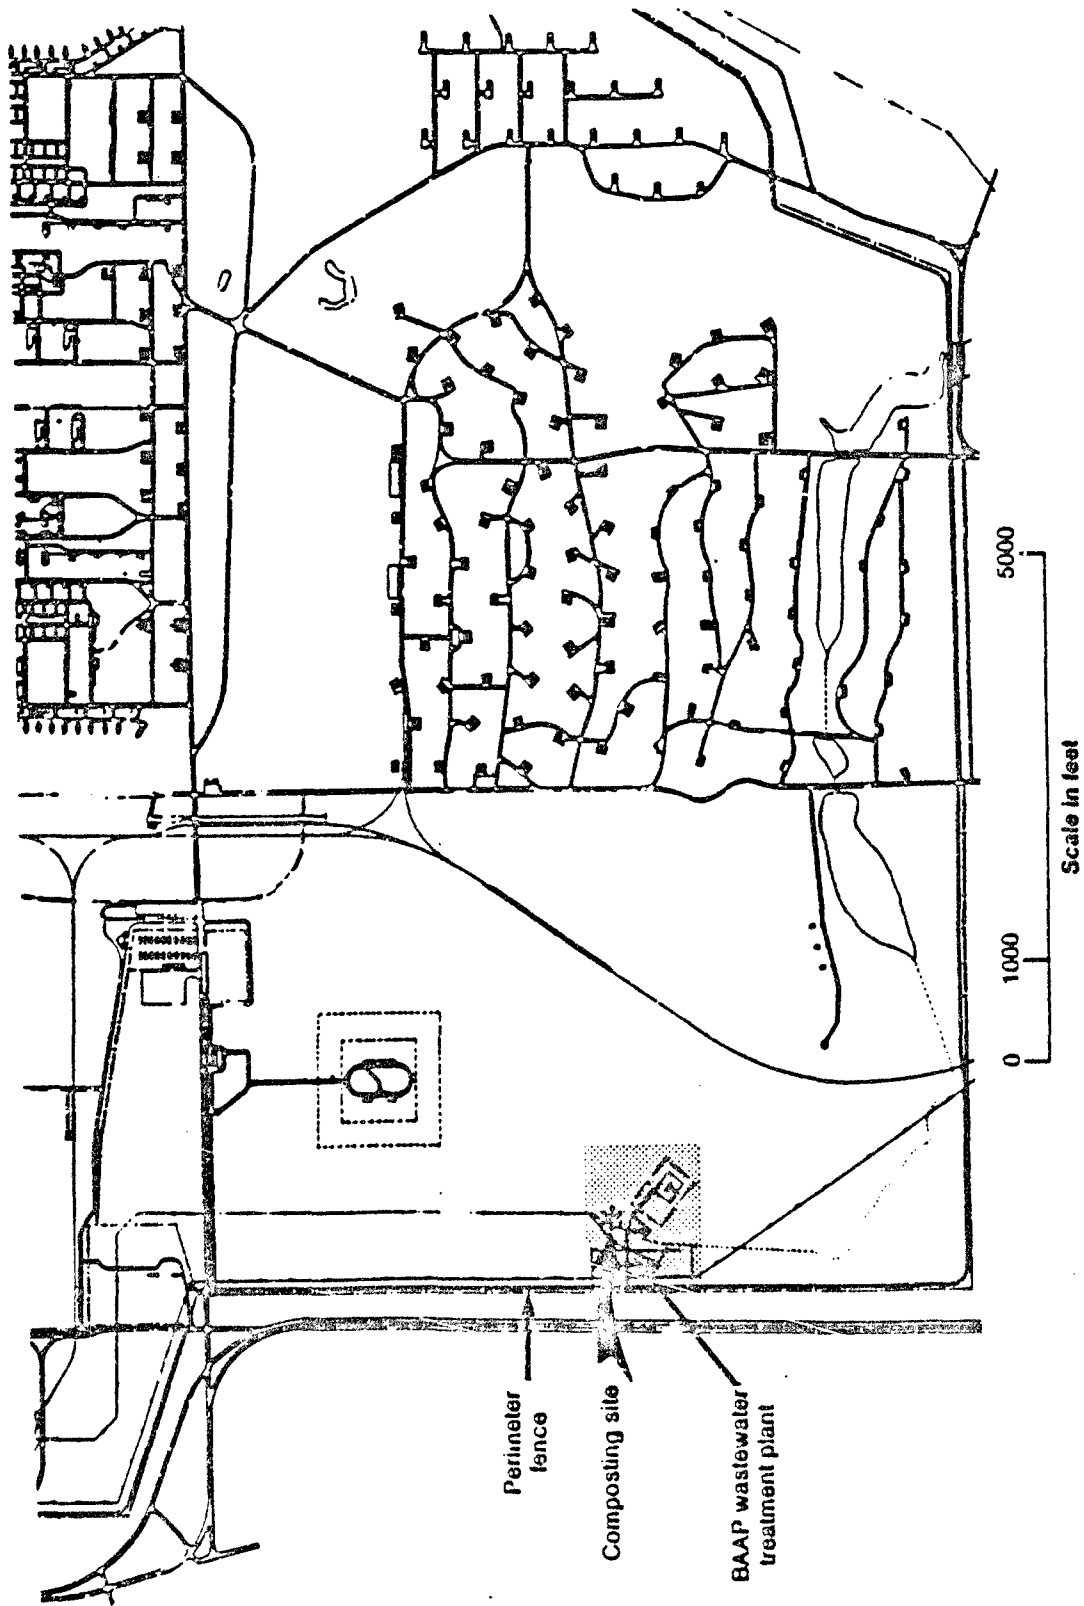 Perimeter
fence
Composting site
BAAP wastewater
treatment plant
0 1000 5000
Scale in feet